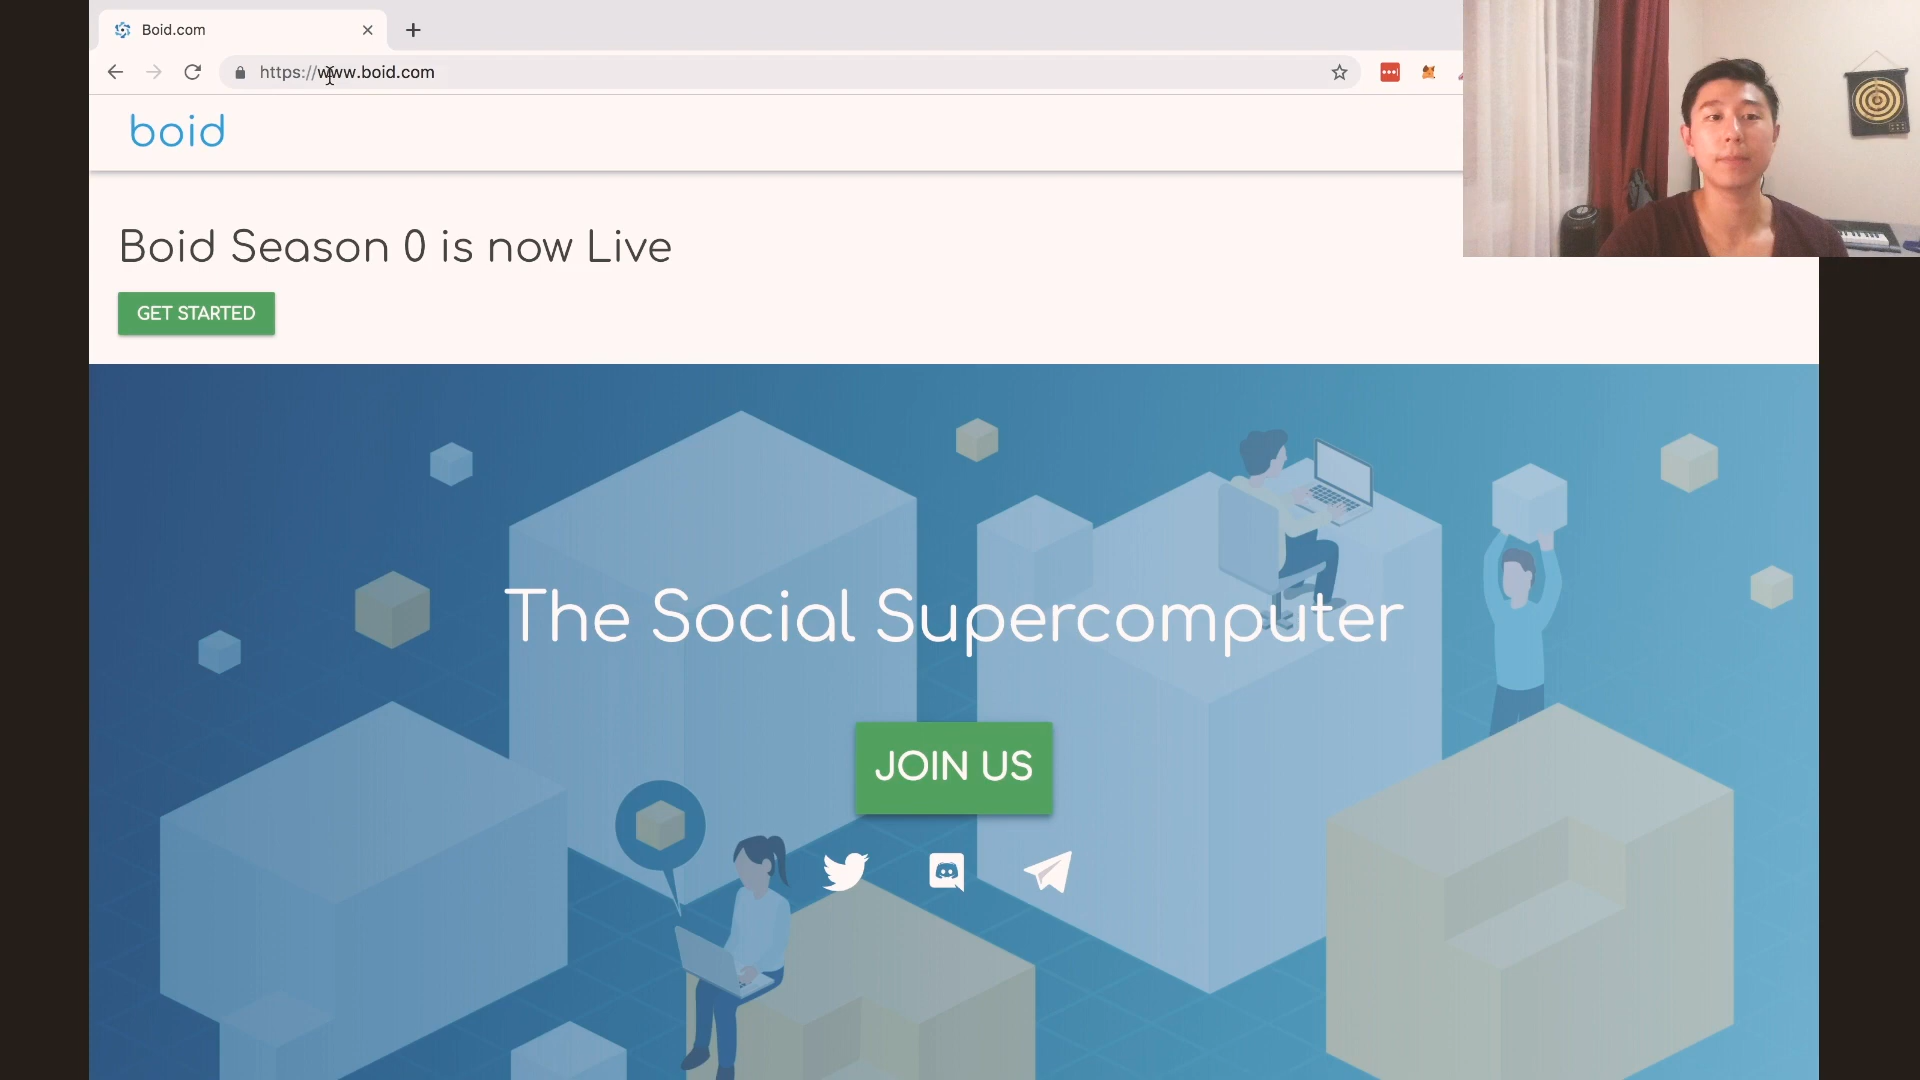 Boid.com
https://www.boid.com
boid
Boid Season 0 is now Live
GET STARTED
The Social Supercomputer
JOIN US